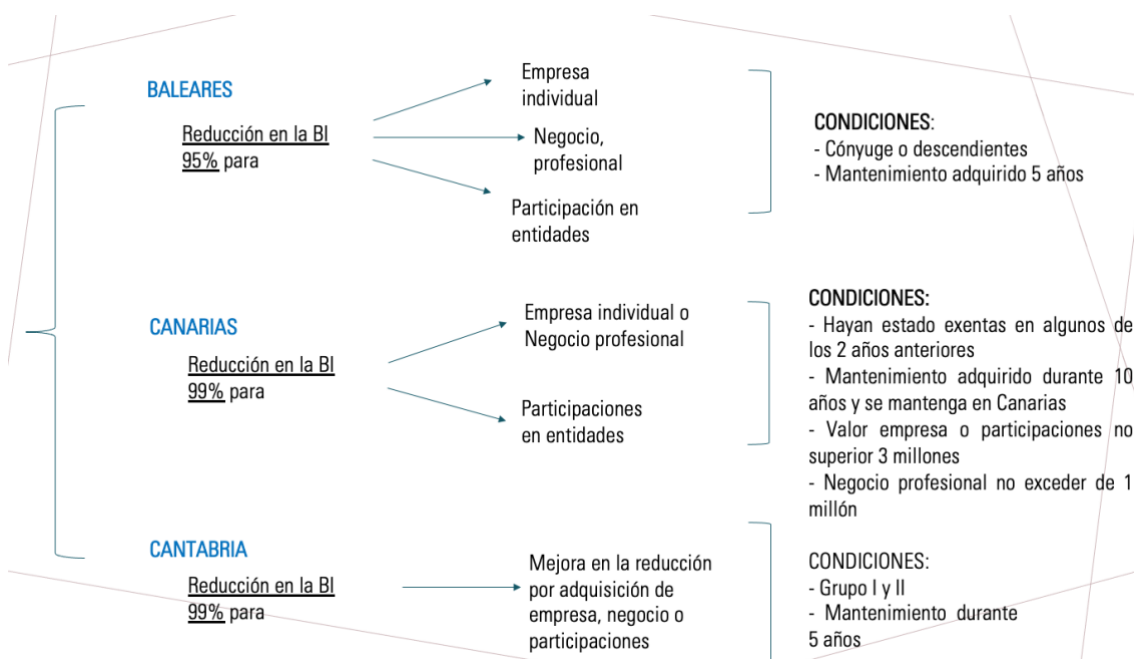 BALEARES
Reducción en la BI
95% para
Empresa
individual
Negocio,
profesional
Participación en
entidades
CONDICIONES:
- Cónyuge o descendientes
- Mantenimiento adquirido 5 años
CANARIAS
Reducción en la BI
99% para
Empresa individual o
Negocio profesional
Participaciones
en entidades
CONDICIONES:
- Hayan estado exentas en algunos de
los 2 años anteriores
- Mantenimiento adquirido durante 10
años y se mantenga en Canarias
- Valor empresa o participaciones no
superior 3 millones
- Negocio profesional no exceder de 1
millón
CANTABRIA
Reducción en la BI
99% para
Mejora en la reducción
por adquisición de
empresa, negocio o
participaciones
CONDICIONES:
- Grupo I y II
- Mantenimiento durante
5 años